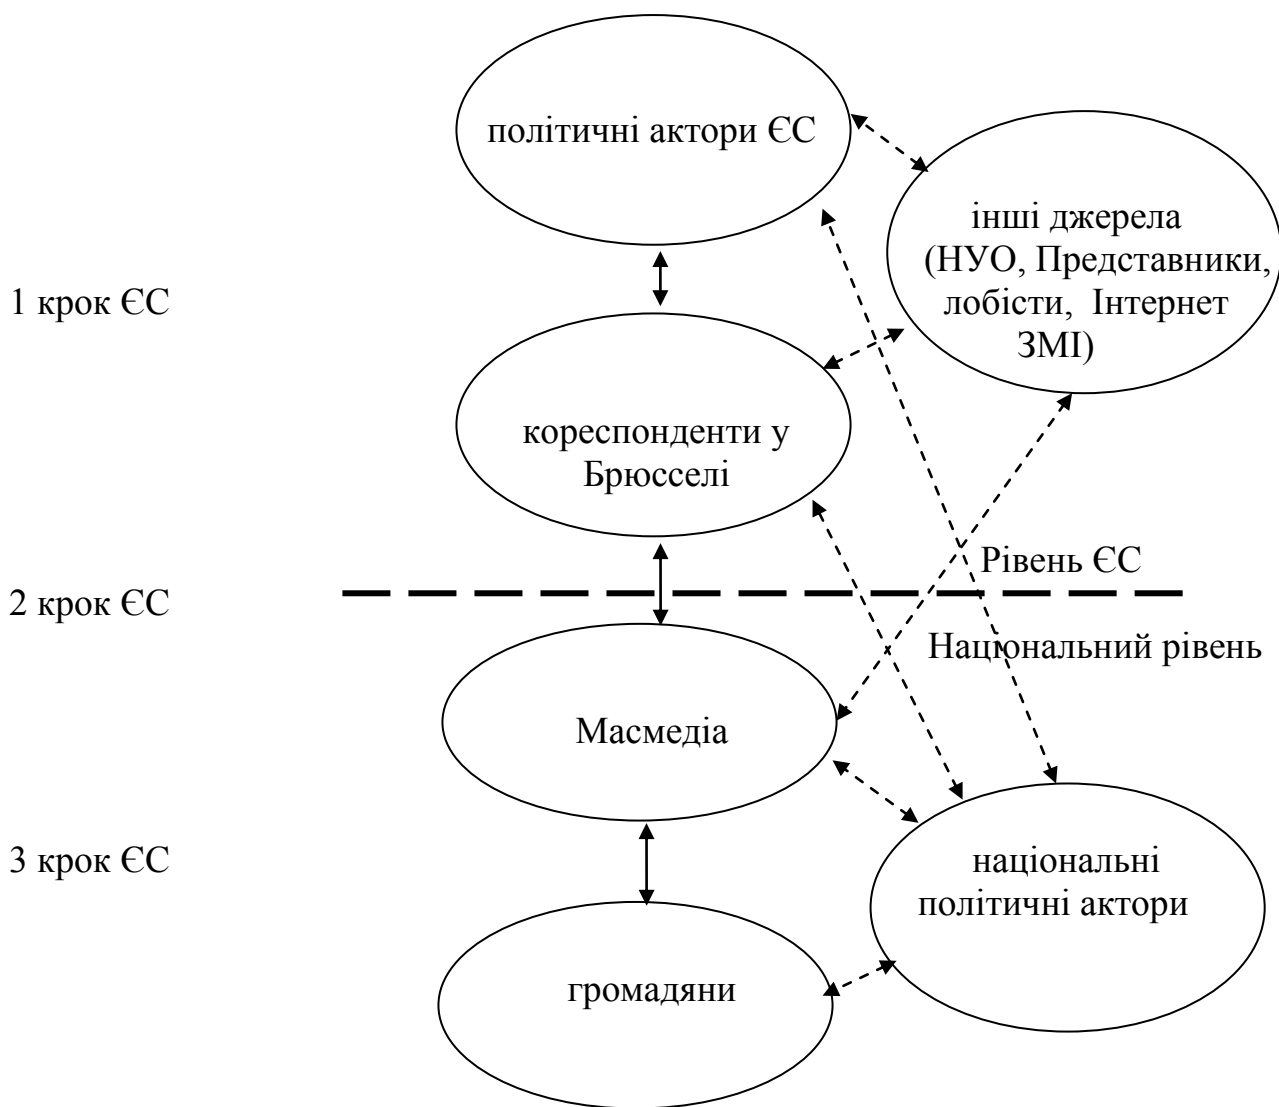 політичні актори ЄС
інші джерела
(НУО, Представники,
лобісти, Інтернет
ЗМІ)
1 крок ЄС
кореспонденти у
Брюсселі
Рівень ЄС
2 крок ЄС
Національний рівень
Масмедіа
3 крок ЄС
національні
політичні актори
громадяни